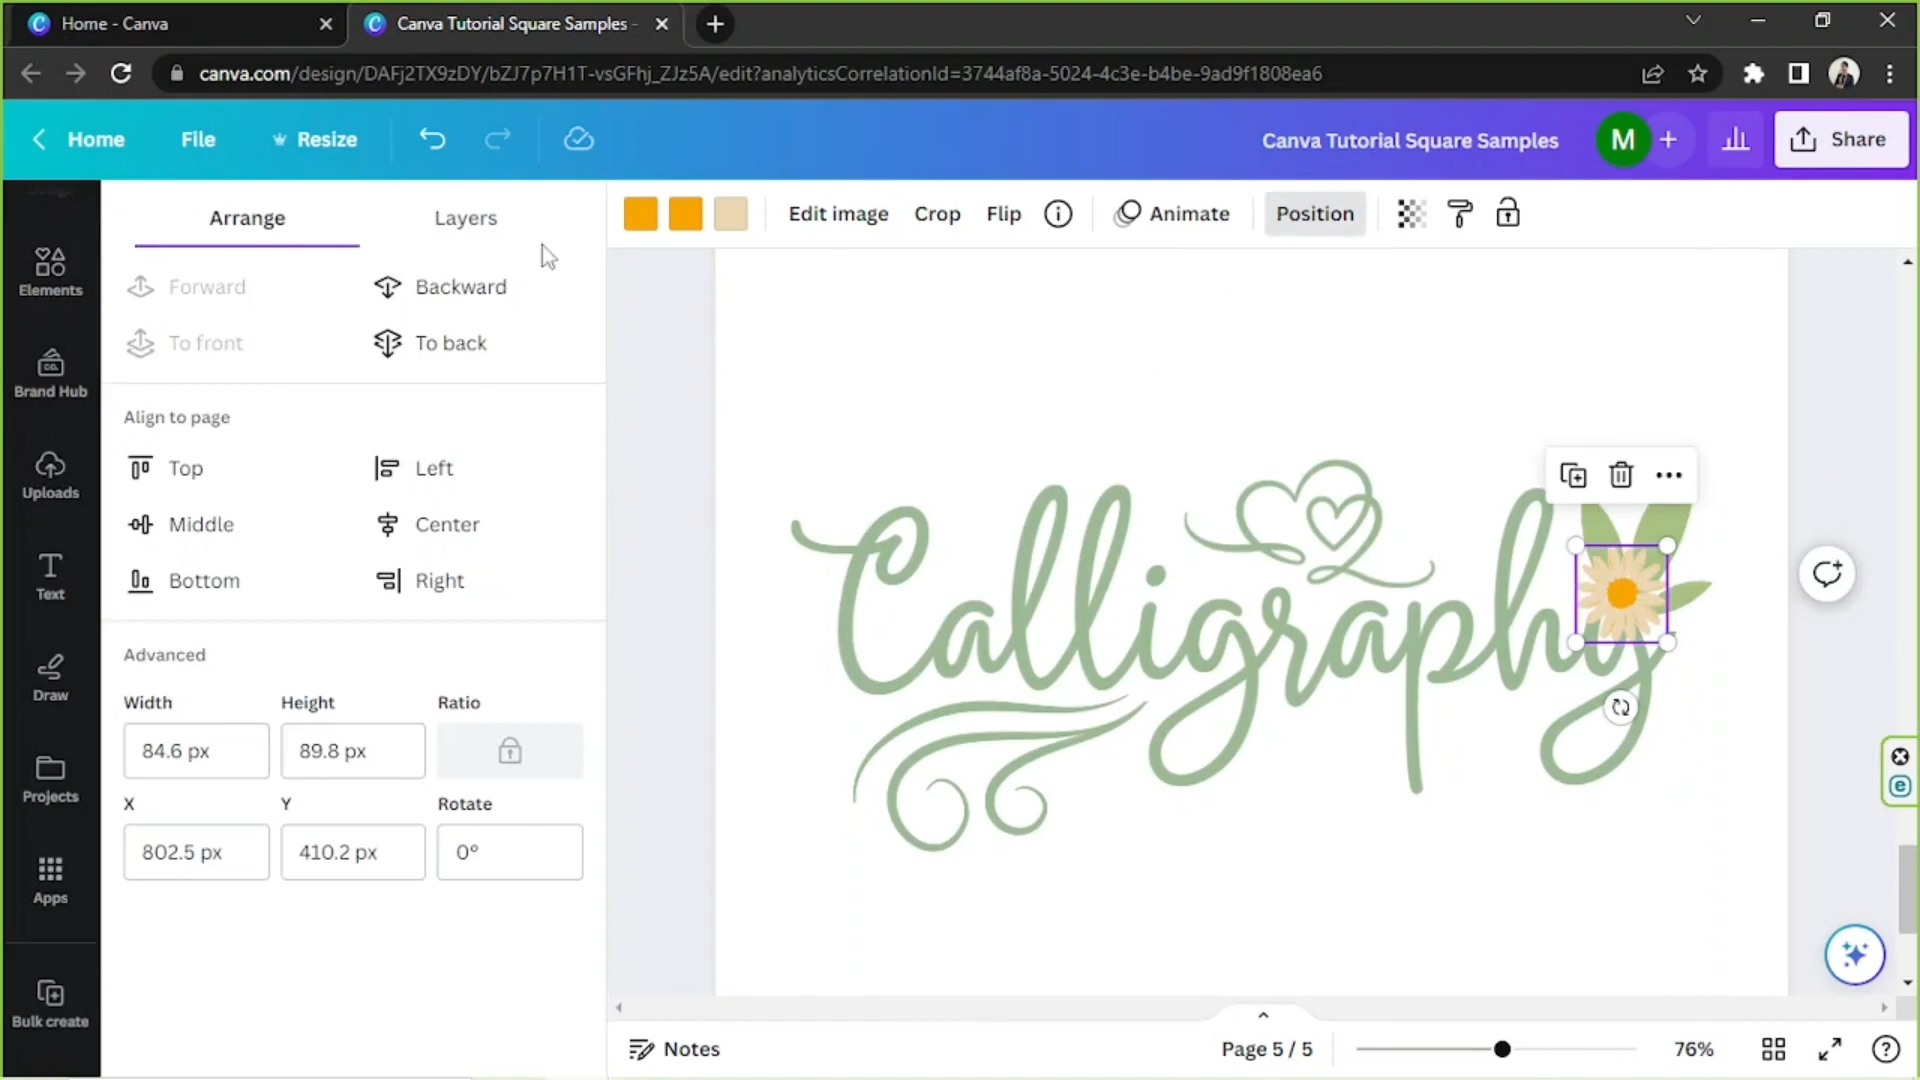 Home - Canva
Canva Tutorial Square Samples -
canva.com/design/DAFj2TX9zDY/bZJ7p7H1T-vsGFhj_ZJz5A/edit?analyticsCorrelationId=3744af8a-5024-4c3e-b4be-9ad9f1808ea6
Home
File
Resize
Canva Tutorial Square Samples
M
Share
Elements
Brand Hub
Uploads
Text
Draw
Projects
Apps
Bulk create
Arrange
Layers
Forward
Backward
To front
To back
Align to page
Top
Left
Middle
Center
Bottom
Right
Advanced
Width
Height
Ratio
84.6 px
89.8 px
X
Y
Rotate
802.5 px
410.2 px
0°
Edit image
Crop
Flip
Animate
Position
Calligraphy
Notes
Page 5 / 5
76%